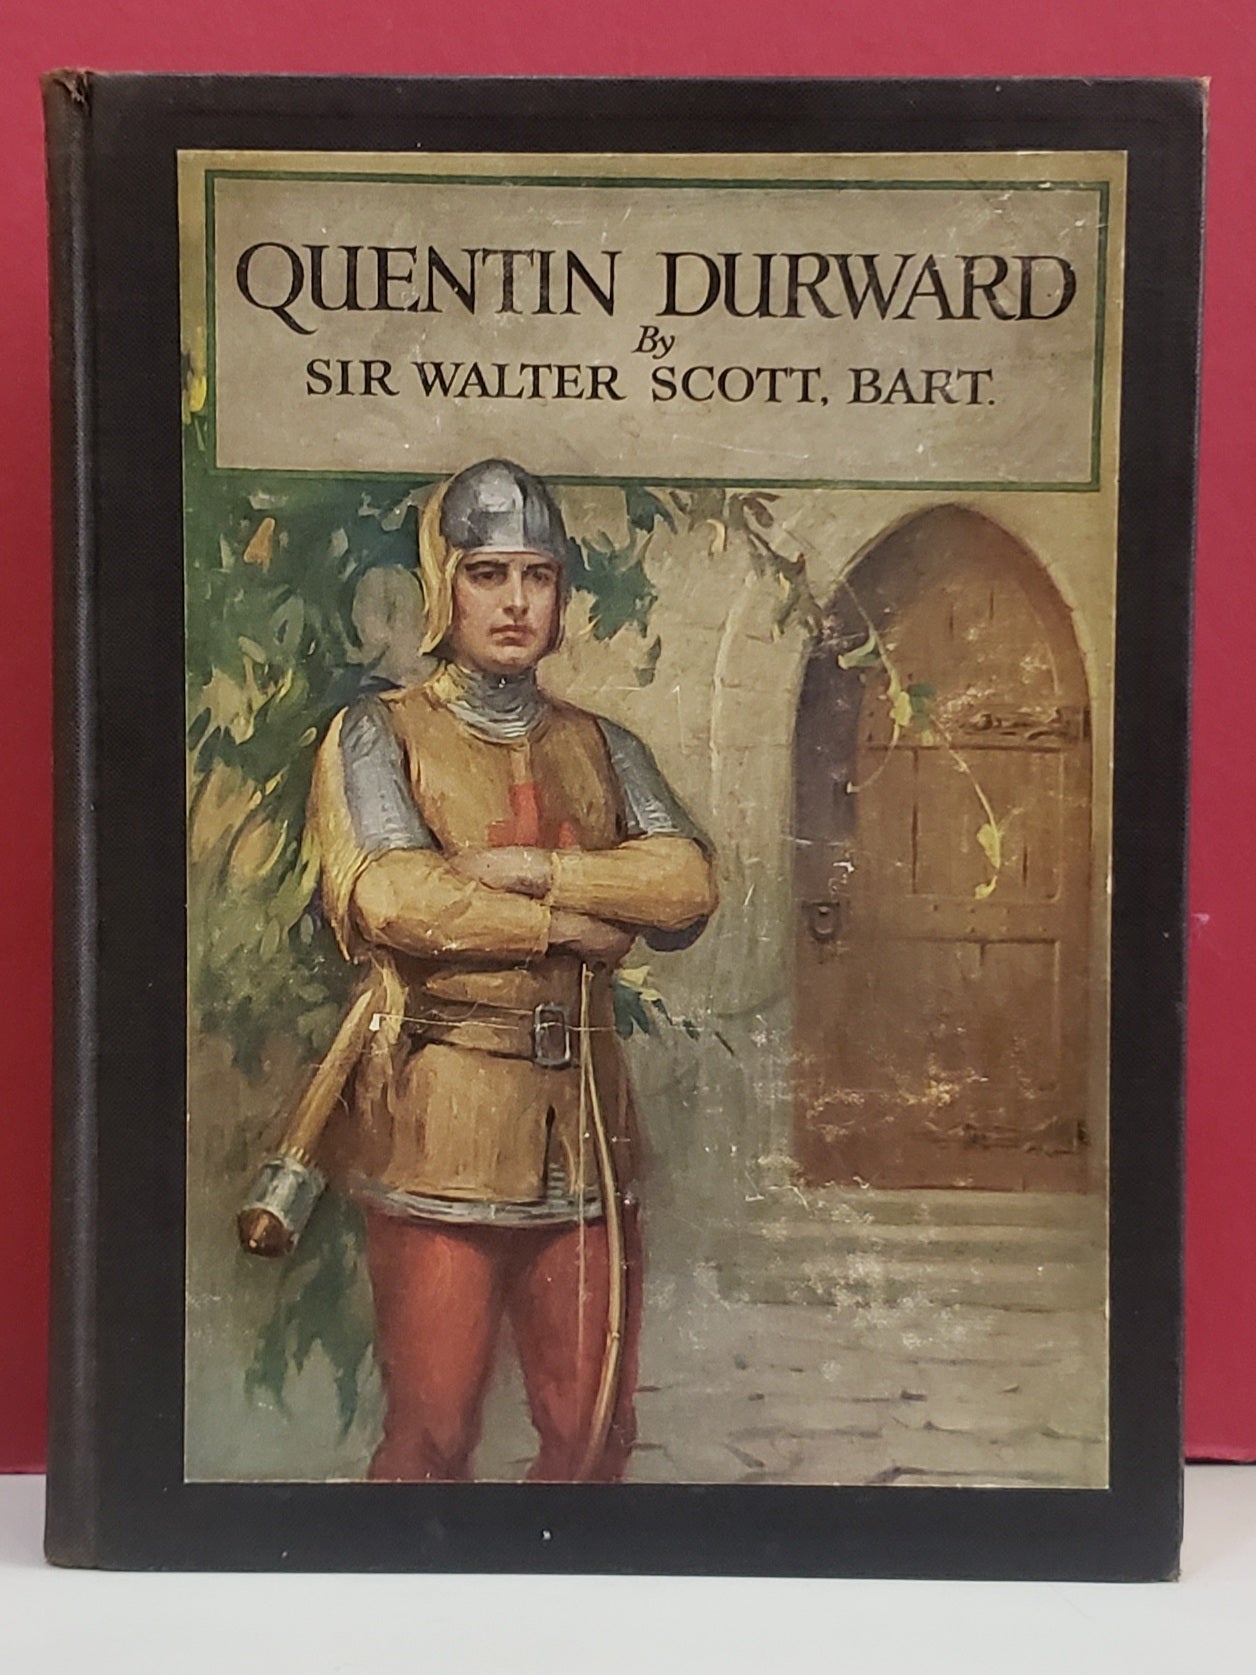 QUENTIN DURWARD
By
SIR WALTER SCOTT, BART.